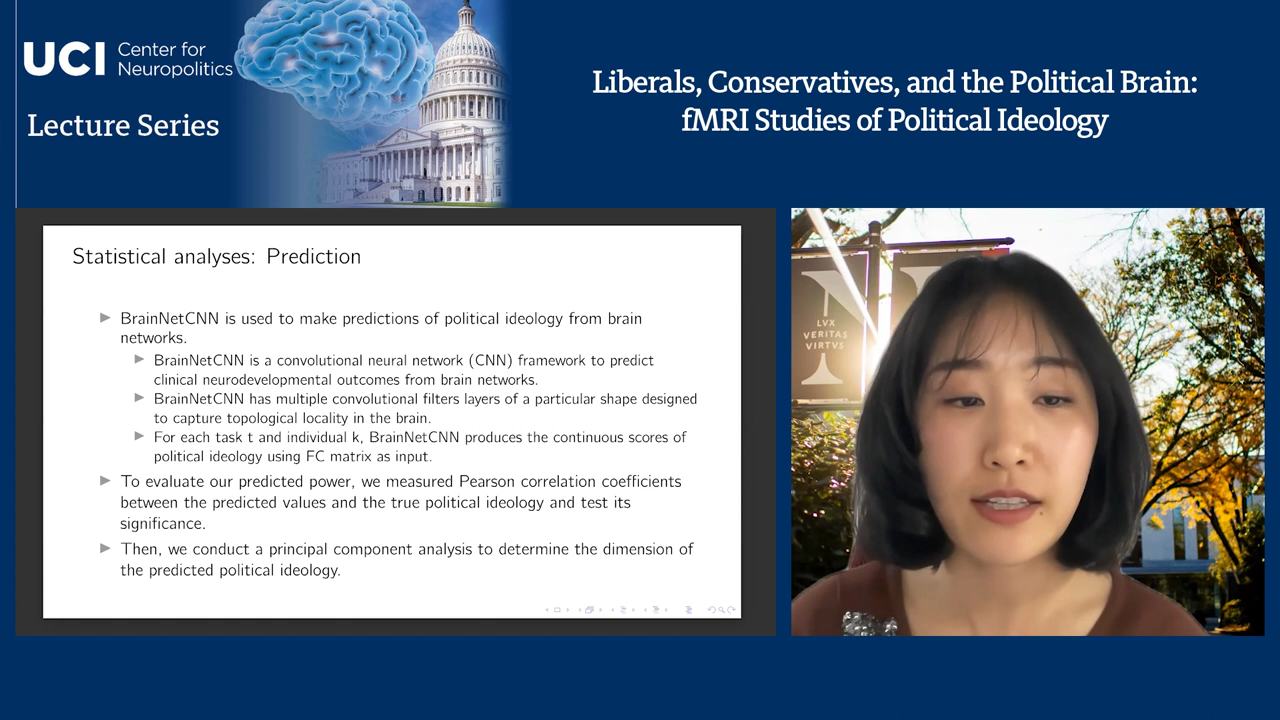 UCI Center for
Neuropolitics
Lecture Series
Liberals, Conservatives, and the Political Brain:
fMRI Studies of Political Ideology
Statistical analyses: Prediction
BrainNetCNN is used to make predictions of political ideology from brain
networks.
BrainNetCNN is a convolutional neural network (CNN) framework to predict
clinical neurodevelopmental outcomes from brain networks.
BrainNetCNN has multiple convolutional filters layers of a particular shape designed
to capture topological locality in the brain.
For each task t and individual k, BrainNetCNN produces the continuous scores of
political ideology using FC matrix as input.
To evaluate our predicted power, we measured Pearson correlation coefficients
between the predicted values and the true political ideology and test its
significance.
Then, we conduct a principal component analysis to determine the dimension of
the predicted political ideology.
LVX
VERITAS
VIRTVS